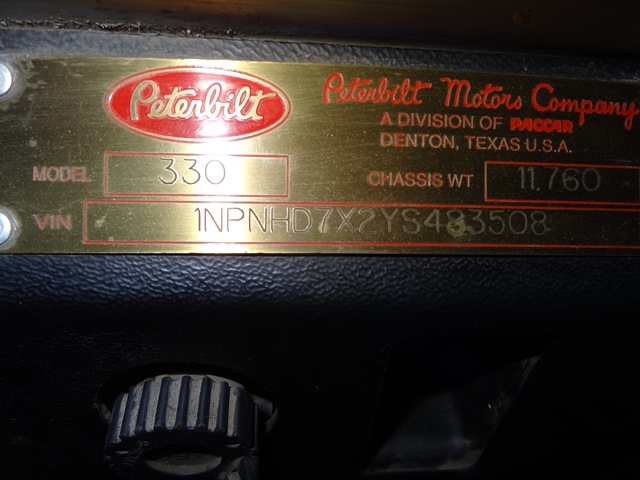 Peterbilt
Peterbilt Motors Company
A DIVISION OF PACCAR
DENTON, TEXAS U.S.A.
MODEL 330 CHASSIS WT 11,760
VIN 1NPNHD7X2YS483508